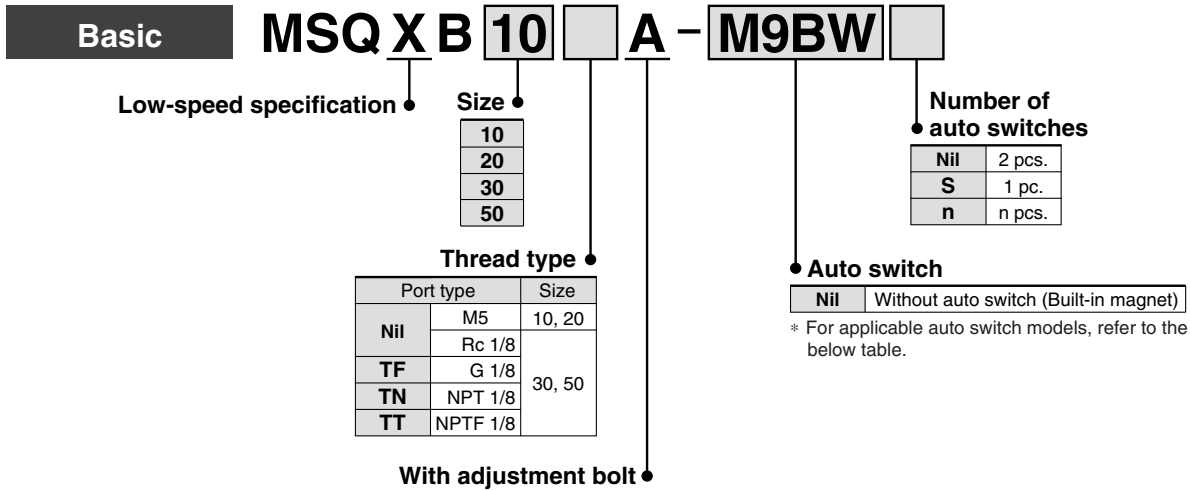 Basic
MSQ X B 10 A - M9BW
Low-speed specification
Size
10
20
30
50
Number of
auto switches
Nil 2 pcs.
S 1 pc.
n n pcs.
Thread type
Port type Size
Nil M5 10, 20
Rc 1/8 30, 50
TF G 1/8
TN NPT 1/8
TT NPTF 1/8
Auto switch
Nil Without auto switch (Built-in magnet)
* For applicable auto switch models, refer to the
below table.
With adjustment bolt